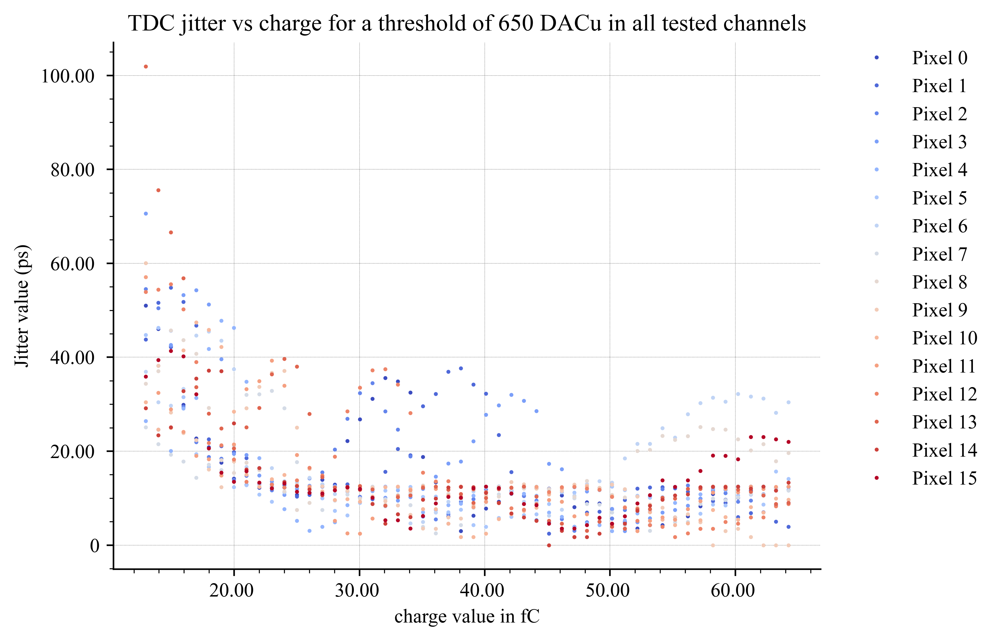 TDC jitter vs charge for a threshold of 650 DACu in all tested channels
100.00
80.00
60.00
40.00
20.00
0
Jitter value (ps)
20.00 30.00 40.00 50.00 60.00
charge value in fC
Pixel 0
Pixel 1
Pixel 2
Pixel 3
Pixel 4
Pixel 5
Pixel 6
Pixel 7
Pixel 8
Pixel 9
Pixel 10
Pixel 11
Pixel 12
Pixel 13
Pixel 14
Pixel 15